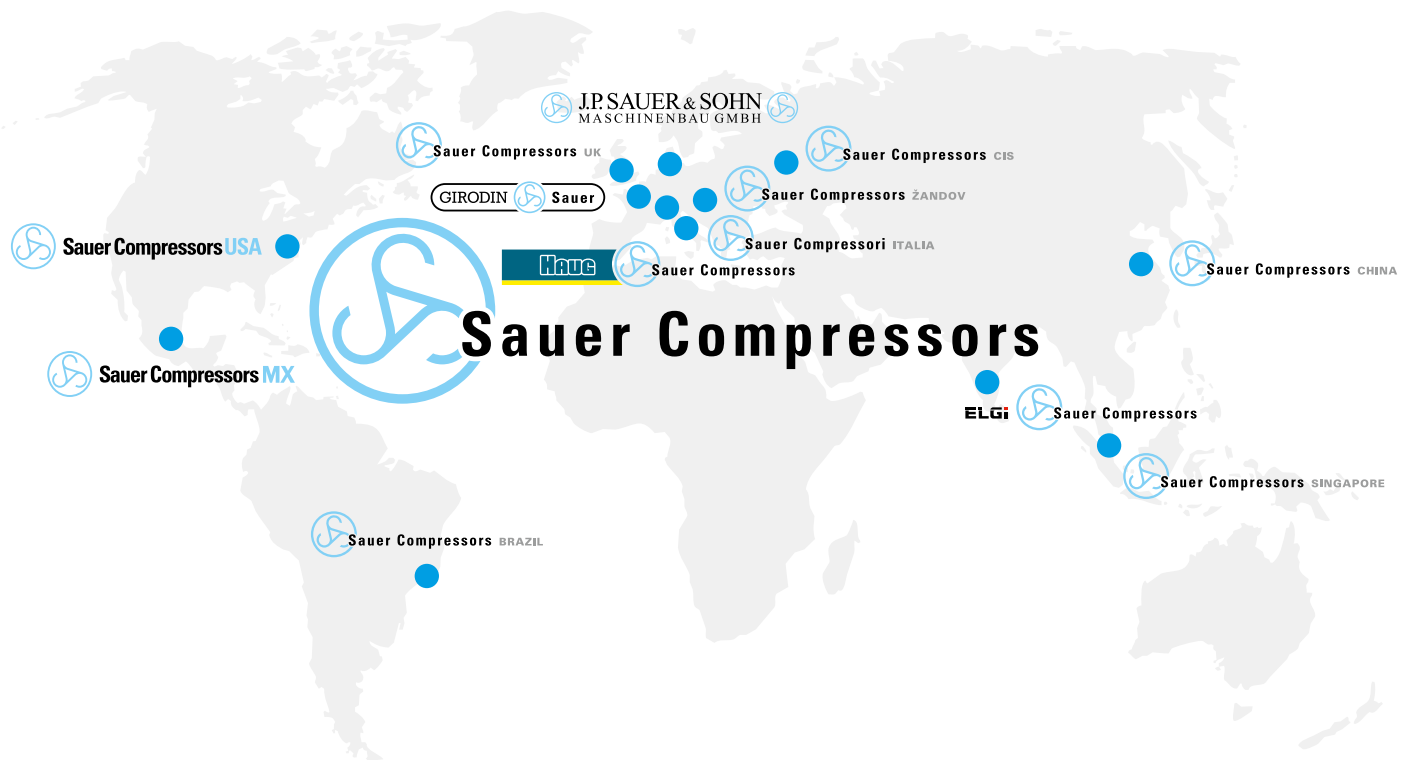 J.P. SAUER & SOHN
MASCHINENBAU GMBH
Sauer Compressors UK
Sauer Compressors CIS
GIRODIN Sauer
Sauer Compressors ŽANDOV
Sauer Compressors USA
Sauer Compressori ITALIA
HAUG Sauer Compressors
Sauer Compressors CHINA
Sauer Compressors
Sauer Compressors MX
ELGi Sauer Compressors
Sauer Compressors SINGAPORE
Sauer Compressors BRAZIL